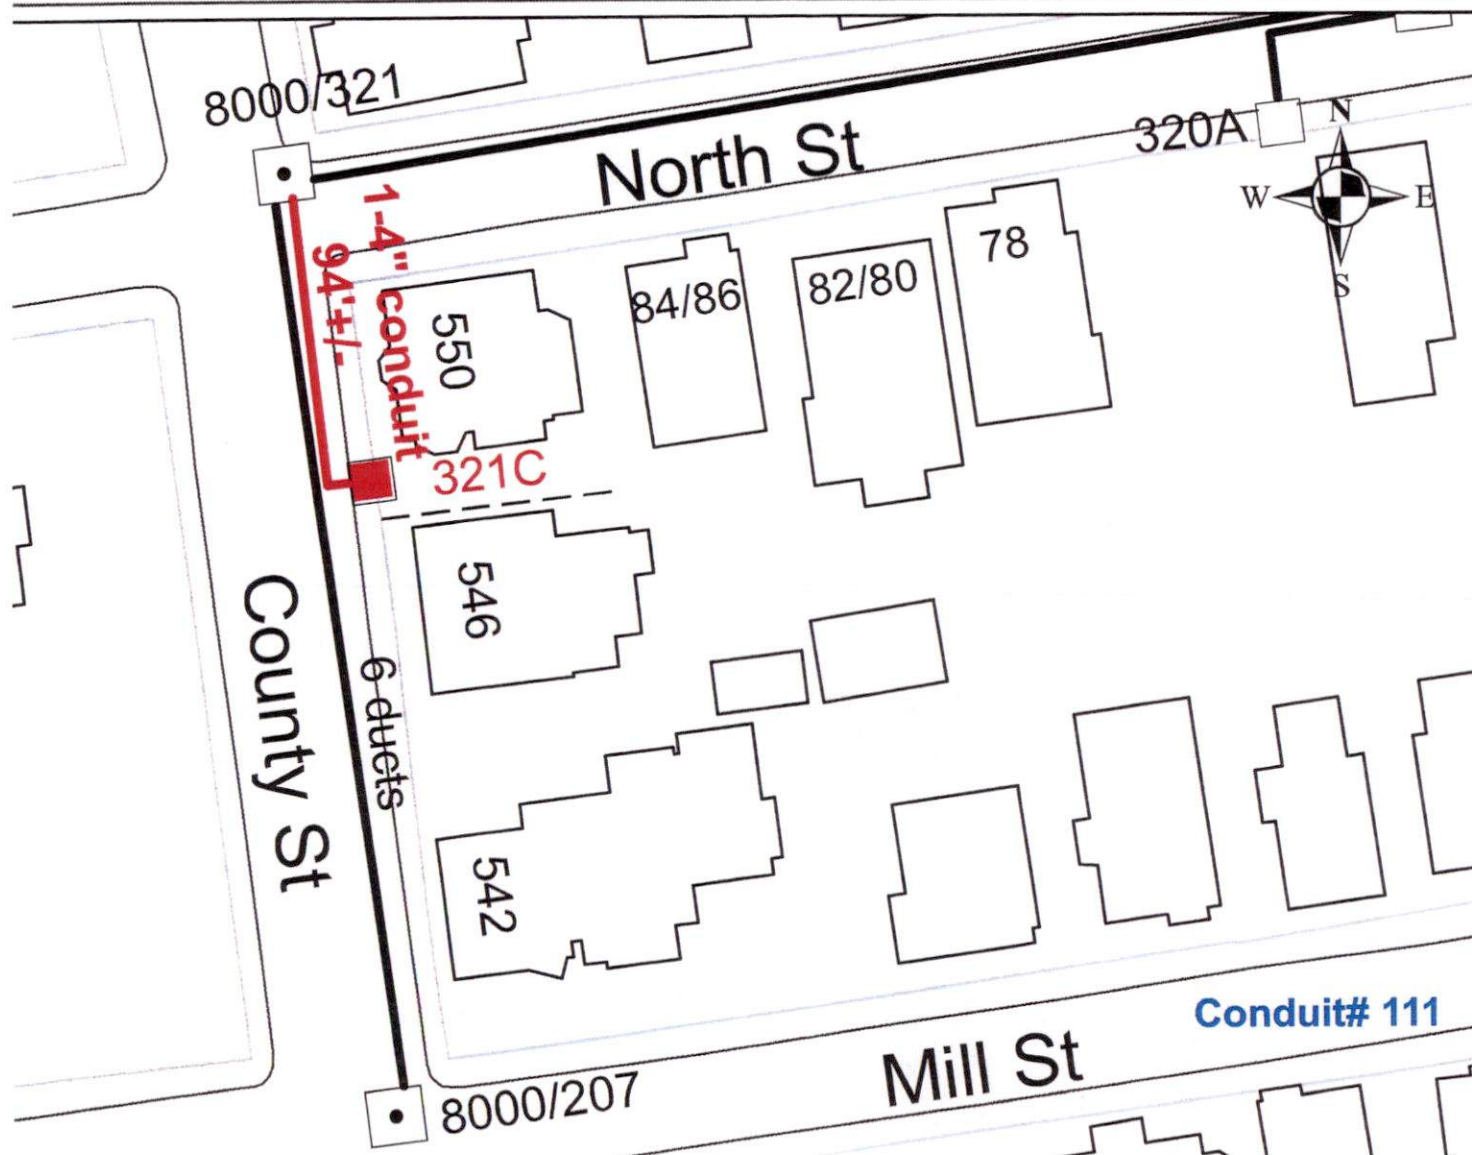 8000/321
North St
320A
N
W
E
S
1-4" conduit
94'+/-
550
84/86
82/80
78
321C
546
County St
6 ducts
542
Conduit# 111
Mill St
8000/207